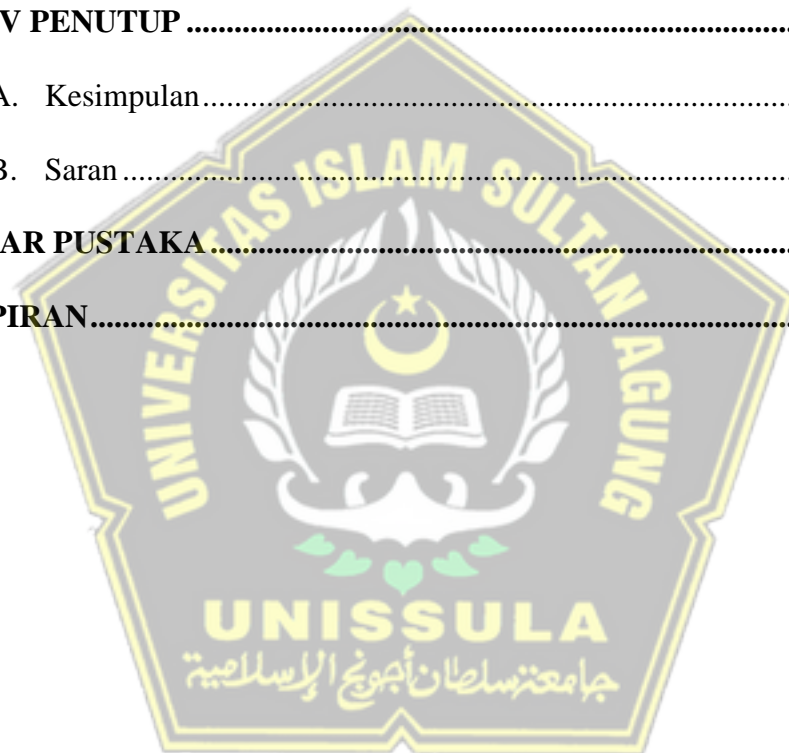 V PENUTUP ........................................................
A. Kesimpulan ........................................................
B. Saran ........................................................
AR PUSTAKA ........................................................
PIRAN ........................................................
UNIVERSITAS ISLAM SULTAN AGUNG
UNISSULA
جامعة سلطان أجونج الإسلامية